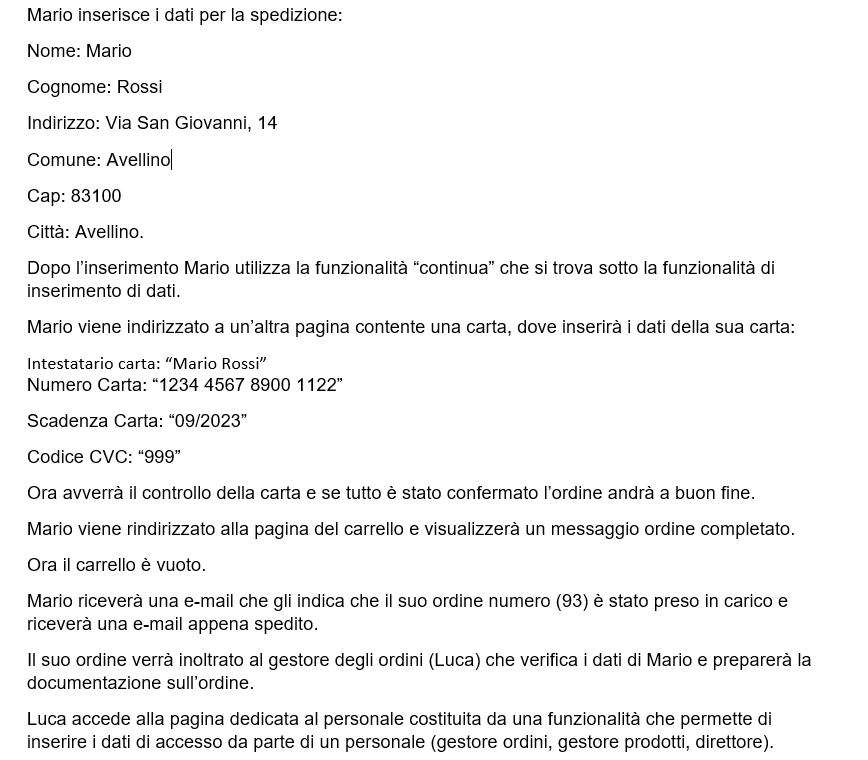 Mario inserisce i dati per la spedizione:
Nome: Mario
Cognome: Rossi
Indirizzo: Via San Giovanni, 14
Comune: Avellino
Cap: 83100
Città: Avellino.
Dopo l’inserimento Mario utilizza la funzionalità “continua” che si trova sotto la funzionalità di
inserimento di dati.
Mario viene indirizzato a un’altra pagina contente una carta, dove inserirà i dati della sua carta:
Intestatario carta: “Mario Rossi”
Numero Carta: “1234 4567 8900 1122”
Scadenza Carta: “09/2023”
Codice CVC: “999”
Ora avverrà il controllo della carta e se tutto è stato confermato l’ordine andrà a buon fine.
Mario viene rindirizzato alla pagina del carrello e visualizzerà un messaggio ordine completato.
Ora il carrello è vuoto.
Mario riceverà una e-mail che gli indica che il suo ordine numero (93) è stato preso in carico e
riceverà una e-mail appena spedito.
Il suo ordine verrà inoltrato al gestore degli ordini (Luca) che verifica i dati di Mario e preparerà la
documentazione sull’ordine.
Luca accede alla pagina dedicata al personale costituita da una funzionalità che permette di
inserire i dati di accesso da parte di un personale (gestore ordini, gestore prodotti, direttore).